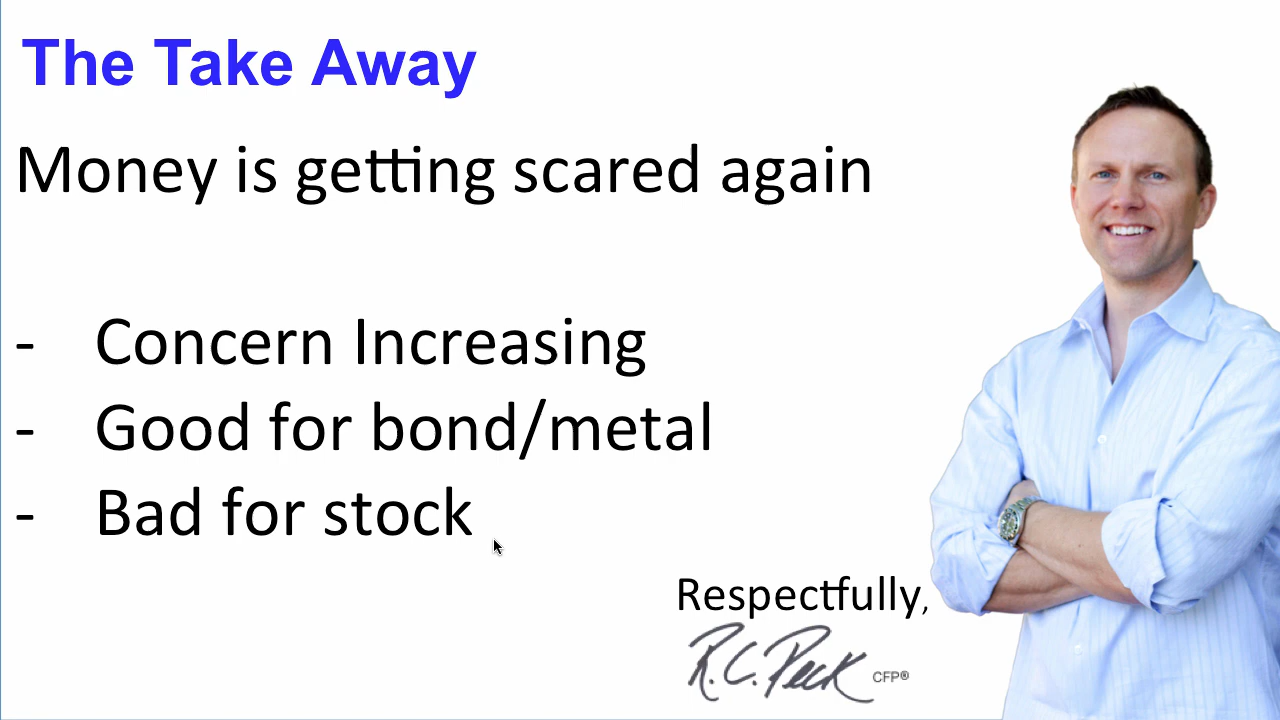 The Take Away
Money is getting scared again
- Concern Increasing
- Good for bond/metal
- Bad for stock
Respectfully,
R.C. Peck CFP®